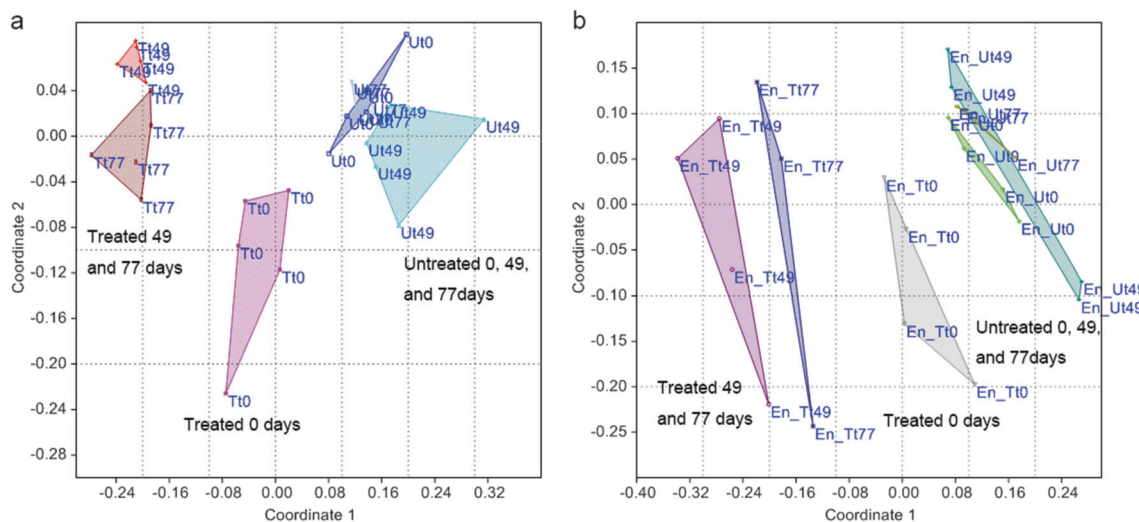 a
Coordinate 2
0.04
0.00
-0.04
-0.08
-0.12
-0.16
-0.20
-0.24
-0.28
Tt49
Tt49
Tt49
Tt49
Tt77
Tt77
Tt77
Tt77
Tt77
Treated 49
and 77 days
Tt0
Tt0
Tt0
Tt0
Tt0
Treated 0 days
Ut0
Ut0
Ut0
Ut0
Ut77
Ut77
Ut77
Ut49
Ut49
Ut49
Ut49
Ut49
Untreated 0, 49,
and 77days
-0.24 -0.16 -0.08 0.00 0.08 0.16 0.24 0.32
Coordinate 1
b
Coordinate 2
0.15
0.10
0.05
0.00
-0.05
-0.10
-0.15
-0.20
-0.25
En_Tt77
En_Tt49
En_Tt49
En_Tt77
En_Tt49
En_Tt49
En_Tt77
Treated 49
and 77 days
En_Tt0
En_Tt0
En_Tt0
En_Tt0
Treated 0 days
En_Ut49
En_Ut49
En_Ut77
En_Ut77
En_Ut0
En_Ut0
En_Ut77
En_Ut0
En_Ut0
En_Ut49
En_Ut49
Untreated 0, 49,
and 77days
-0.40 -0.32 -0.24 -0.16 -0.08 0.00 0.08 0.16 0.24
Coordinate 1